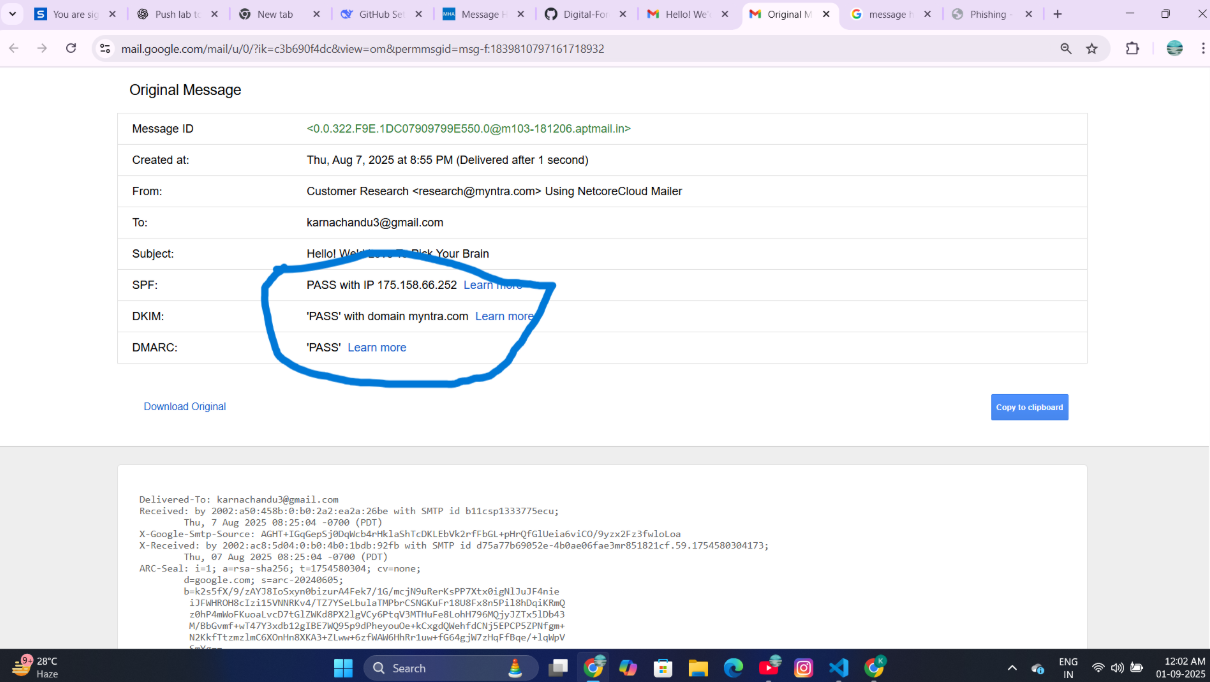 You are sig
Push lab to
New tab
GitHub Set
Message H
Digital-For
Hello! We'
Original M
message h
Phishing -
mail.google.com/mail/u/0/?ik=c3b690f4dc&view=om&permmsgid=msg-f:1839810797161718932
Original Message
Message ID <0.0.322.F9E.1DC07909799E550.0@m103-181206.aptmail.in>
Created at: Thu, Aug 7, 2025 at 8:55 PM (Delivered after 1 second)
From: Customer Research <research@myntra.com> Using NetcoreCloud Mailer
To: karnachandu3@gmail.com
Subject: Hello! We'd Love To Pick Your Brain
SPF: PASS with IP 175.158.66.252 Learn more
DKIM: 'PASS' with domain myntra.com Learn more
DMARC: 'PASS' Learn more
Download Original
Copy to clipboard
Delivered-To: karnachandu3@gmail.com
Received: by 2002:a50:458b:0:b0:2a2:ea2a:26be with SMTP id b11csp1333775ecu;
Thu, 7 Aug 2025 08:25:04 -0700 (PDT)
X-Google-Smtp-Source: AGHT+IGqGepSj0DqWcb4rHklaShTcDKLEbVk2rfFbGL+pHrQfGlUeia6viCO/9yzx2Fz3fwloLoa
X-Received: by 2002:ac8:5d04:0:b0:4b0:1bdb:92fb with SMTP id d75a77b69052e-4b0ae06fae3mr851821cf.59.1754580304173;
Thu, 07 Aug 2025 08:25:04 -0700 (PDT)
ARC-Seal: i=1; a=rsa-sha256; t=1754580304; cv=none;
d=google.com; s=arc-20240605;
b=k2s5fX/9/zAYJ8IoSxyn0bizurA4Fek7/1G/mcjN9uRerKsPP7Xtx0igNlJuJF4nie
iJFWHROH8cIzi15VNNRKv4/TZ7YSeLbulaTMPbrCSNGKuFr18U8Fx8n5Pil8hDqiKRmQ
z0hP4mWoFKuoaLvcD7tGlZWKd8PX2lgVCy6PtqV3MTHuFe8LohH796MQjyJZTx5lDb43
M/BbGvmf+wT47Y3xdb12gIBE7WQ95p9dPheyouOe+kCxgdQWehfdCNj5EPCP5ZPNfgm+
N2KkfTtzmzlmC6XOnHn8XKA3+ZLww+6zfWAW6HhRr1uw+fG64gjW7zHqFfBqe/+lqWpV
9+
28°C
Haze
Search
ENG
IN
12:02 AM
01-09-2025